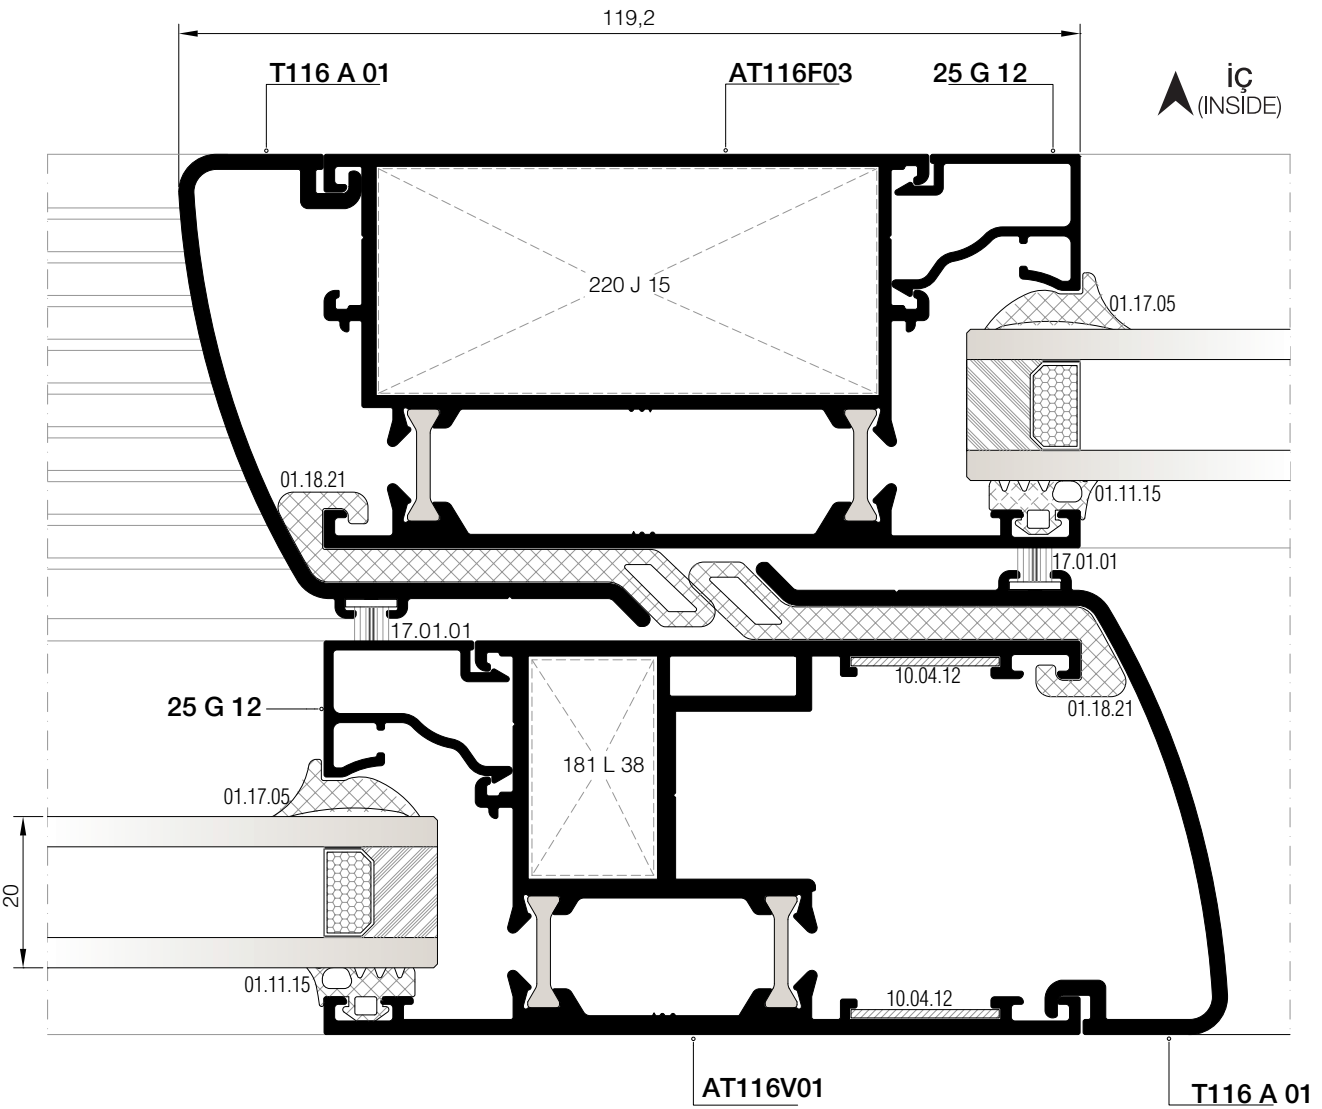 119,2
T116 A 01
AT116F03
25 G 12
İÇ
(INSIDE)
220 J 15
01.17.05
01.18.21
01.11.15
17.01.01
17.01.01
10.04.12
25 G 12
01.18.21
181 L 38
01.17.05
20
01.11.15
10.04.12
AT116V01
T116 A 01